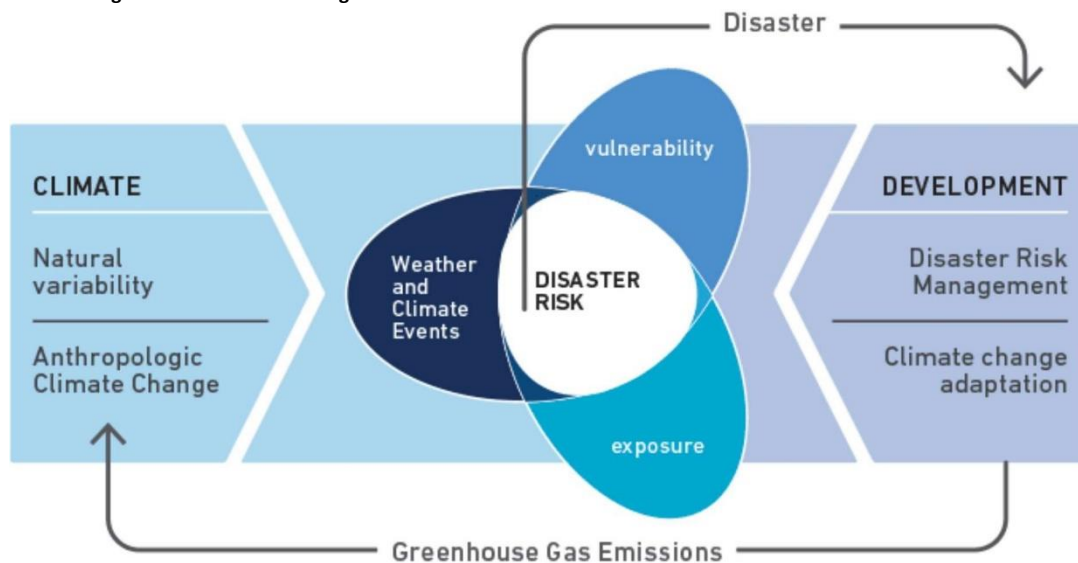 Disaster
vulnerability
CLIMATE
Natural
variability
Anthropologic
Climate Change
Weather
and
Climate
Events
DISASTER
RISK
exposure
DEVELOPMENT
Disaster Risk
Management
Climate change
adaptation
Greenhouse Gas Emissions